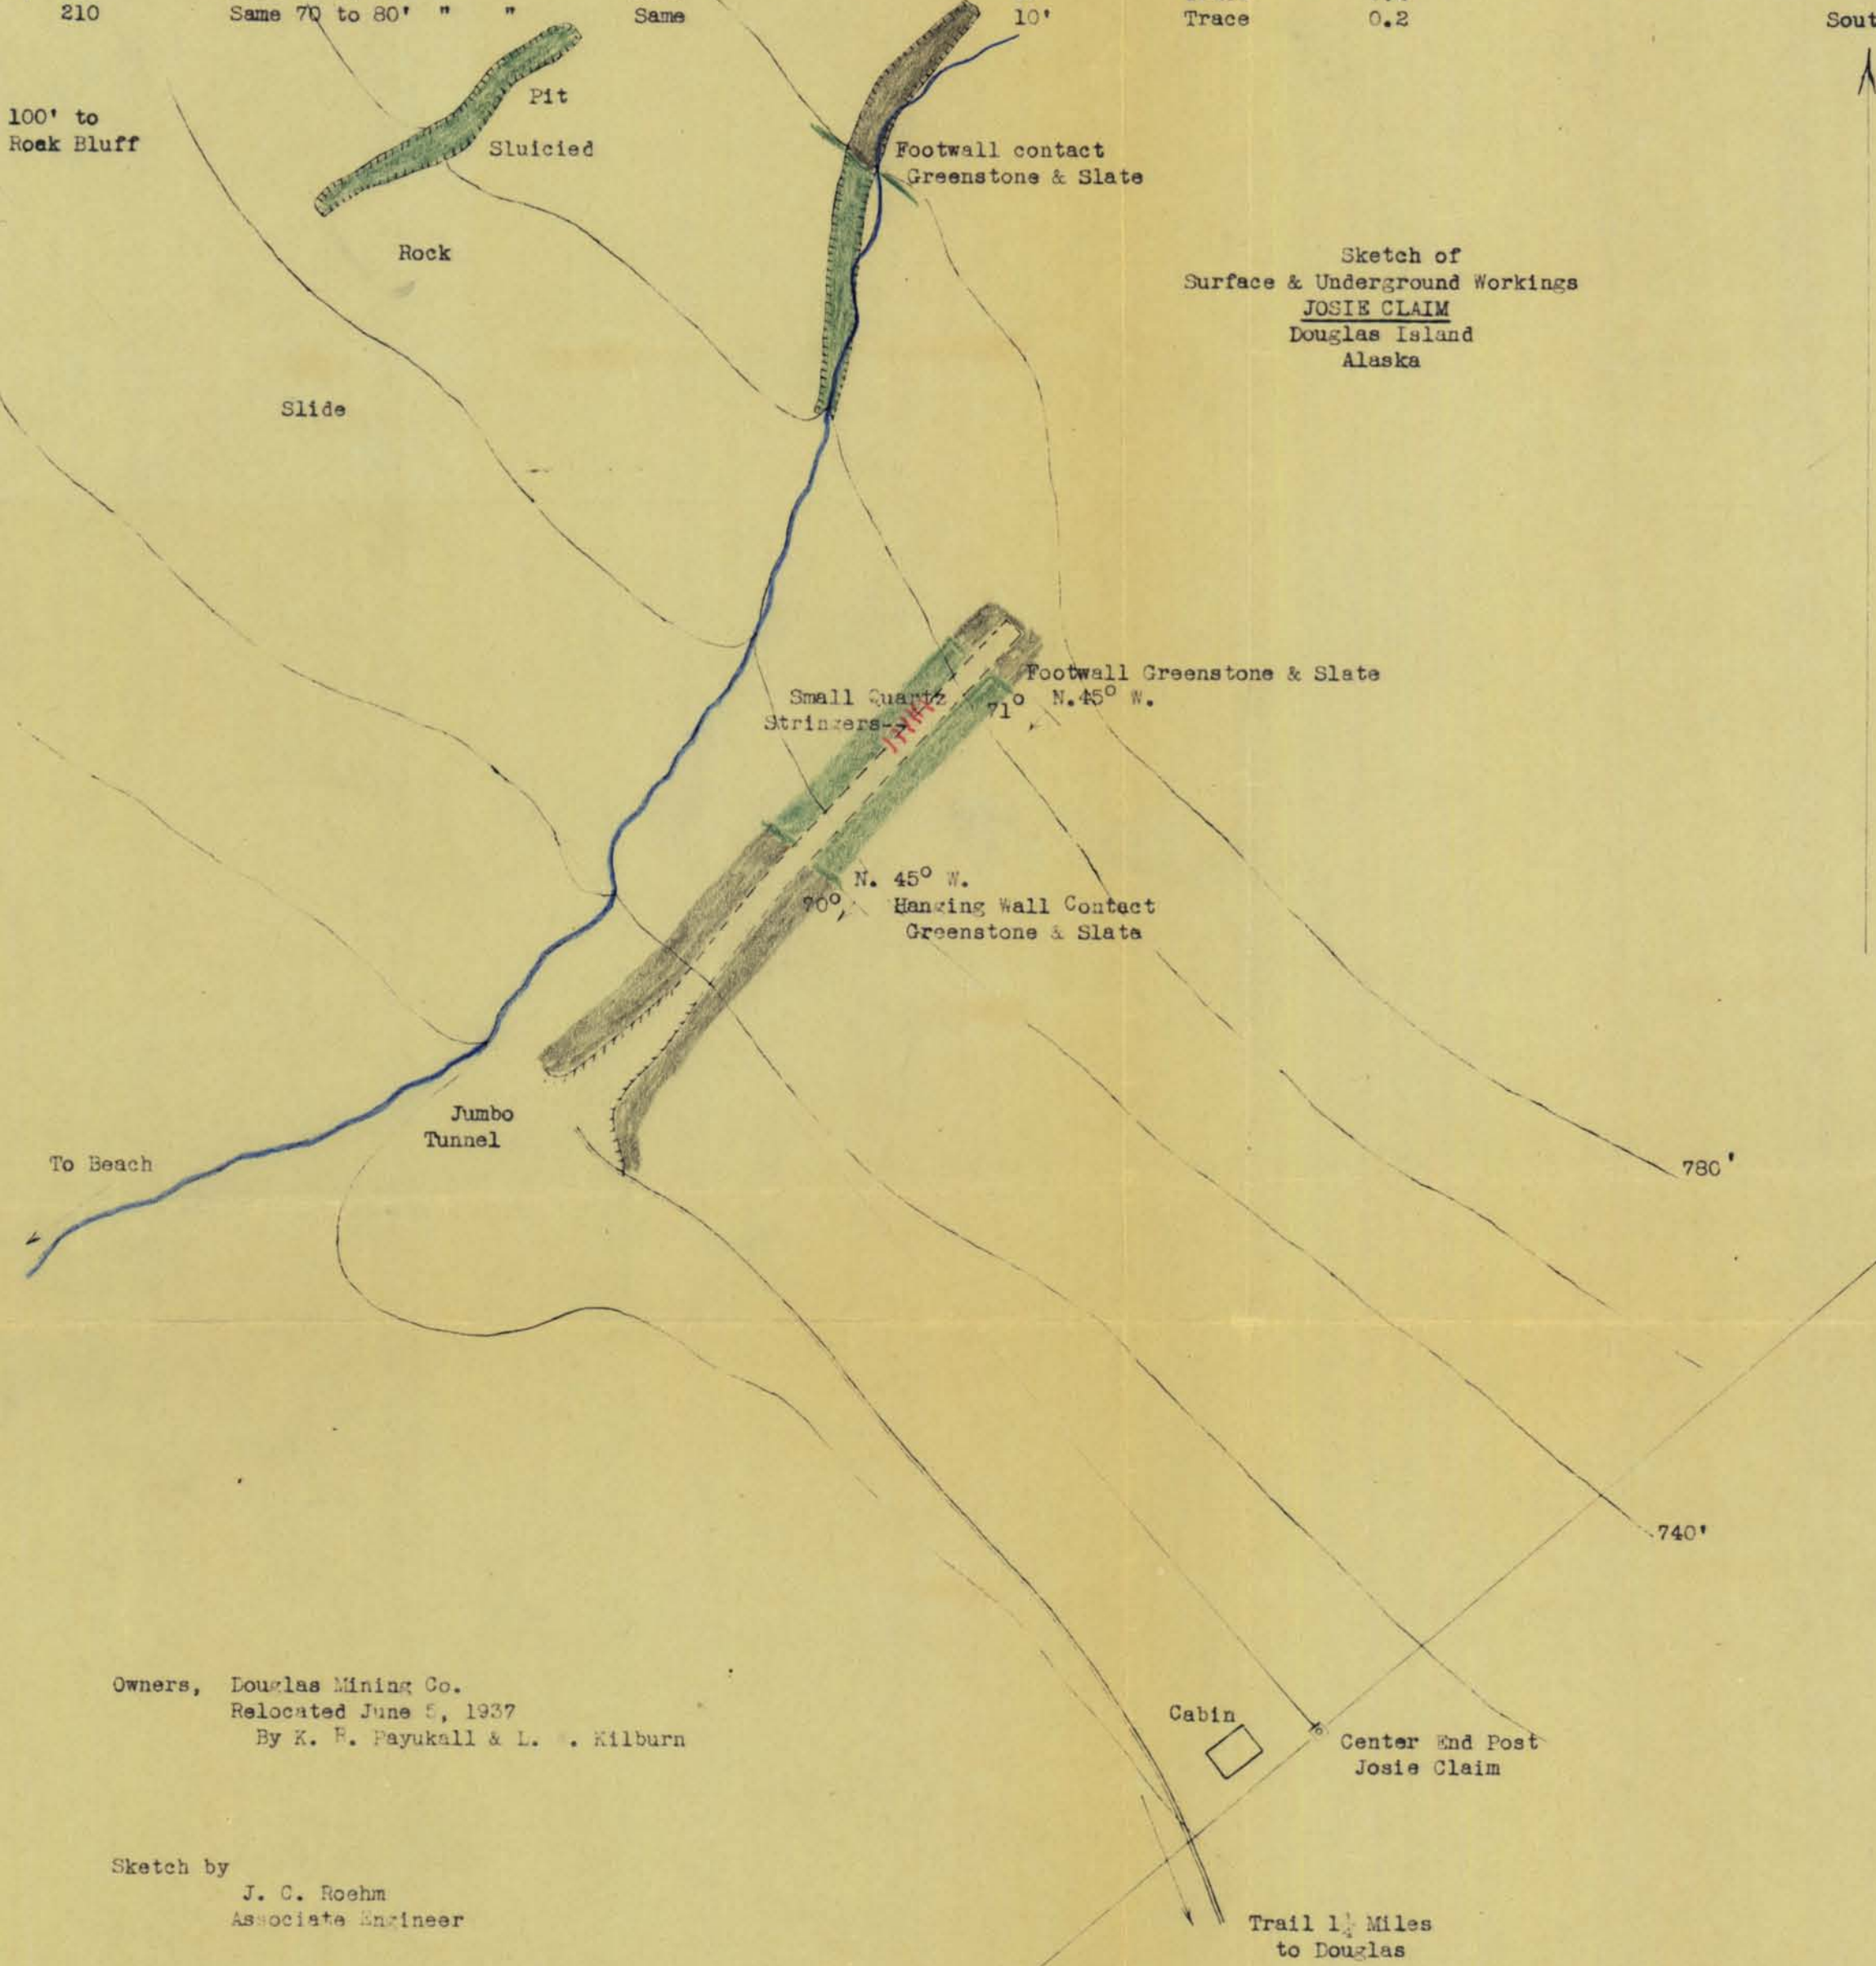 210 Same 70 to 80' " " Same 10' Trace 0.2 Sout
Pit
Sluicied
100' to
Roak Bluff
Footwall contact
Greenstone & Slate
Rock
Sketch of
Surface & Underground Workings
JOSIE CLAIM
Douglas Island
Alaska
Slide
Footwall Greenstone & Slate
71° N.45° W.
Small Quartz
Stringers--
N. 45° W.
70°
Hanging Wall Contact
Greenstone & Slate
Jumbo
Tunnel
To Beach
780'
740'
Owners, Douglas Mining Co.
Relocated June 5, 1937
By K. Payukall & L. . Kilburn
Cabin
Center End Post
Josie Claim
Sketch by
J. C. Roehm
Associate Engineer
Trail 1¼ Miles
to Douglas